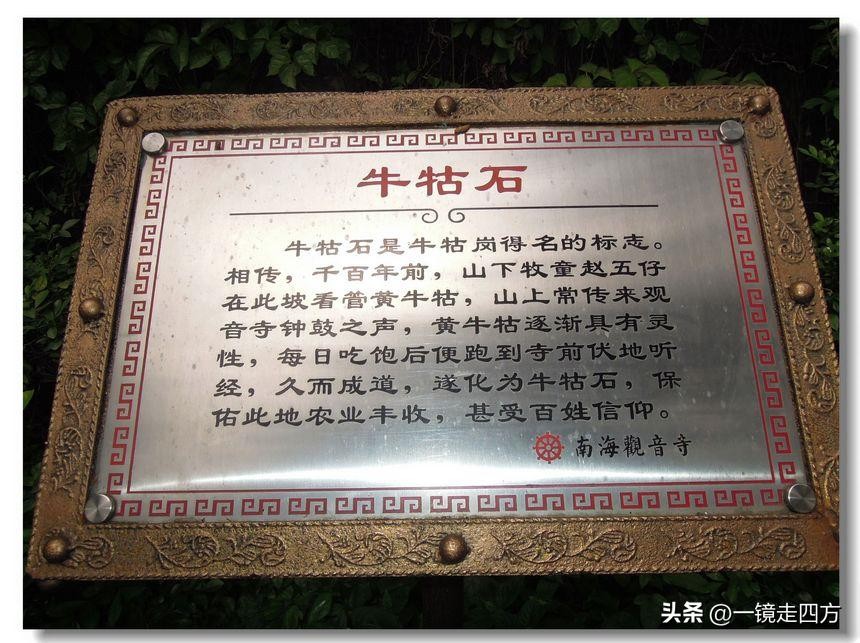 牛牯石
牛牯石是牛牯岗得名的标志。
相传，千百年前，山下牧童赵五仔
在此坡看管黄牛牯，山上常传来观
音寺钟鼓之声，黄牛牯逐渐具有灵
性，每日吃饱后便跑到寺前伏地听
经，久而成道，遂化为牛牯石，保
佑此地农业丰收，甚受百姓信仰。
南海觀音寺
头条 @一镜走四方